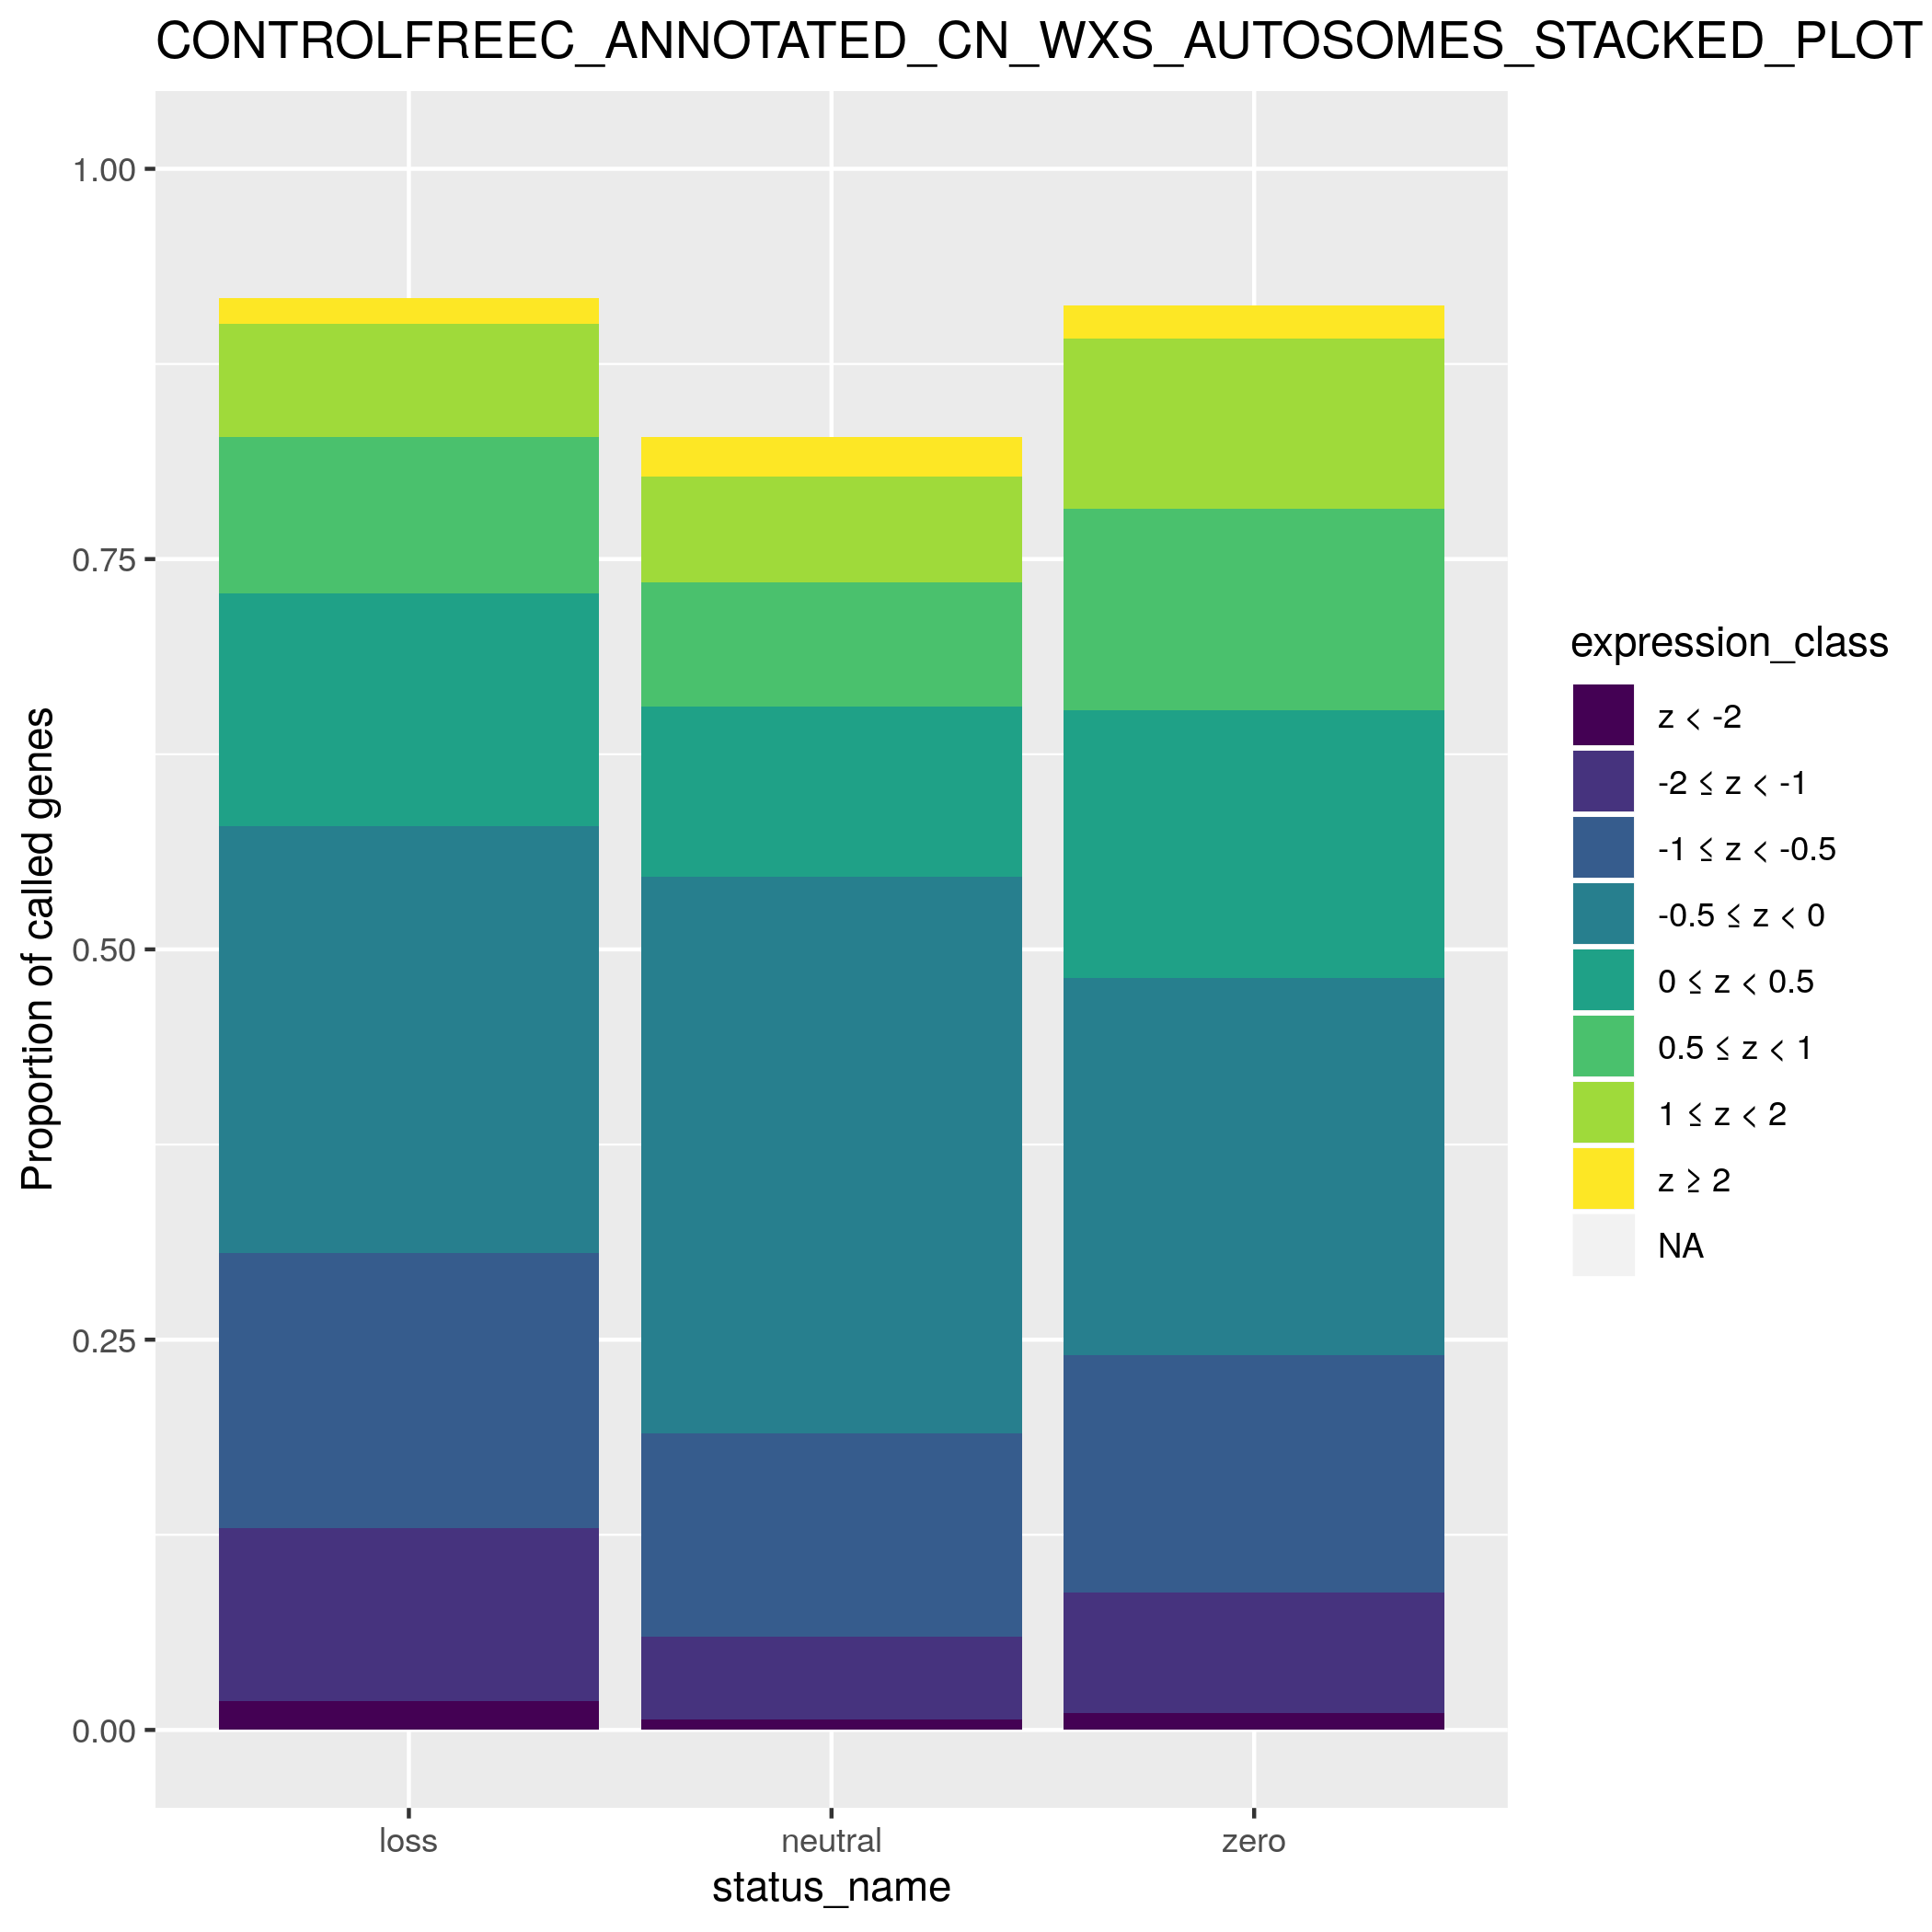 CONTROLFREEC_ANNOTATED_CN_WXS_AUTOSOMES_STACKED_PLOT
Proportion of called genes
1.00
0.75
0.50
0.25
0.00
loss neutral zero
status_name
expression_class
z < -2
-2 ≤ z < -1
-1 ≤ z < -0.5
-0.5 ≤ z < 0
0 ≤ z < 0.5
0.5 ≤ z < 1
1 ≤ z < 2
z ≥ 2
NA